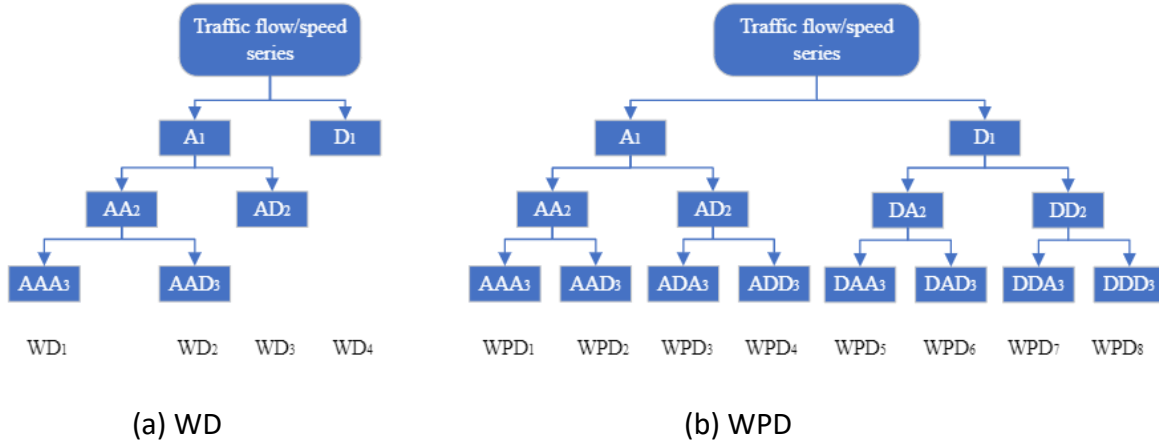 Traffic flow/speed
series
A1
D1
AA2
AD2
AAA3
AAD3
WD1
WD2
WD3
WD4
(a) WD
Traffic flow/speed
series
A1
D1
AA2
AD2
DA2
DD2
AAA3
AAD3
ADA3
ADD3
DAA3
DAD3
DDA3
DDD3
WPD1
WPD2
WPD3
WPD4
WPD5
WPD6
WPD7
WPD8
(b) WPD